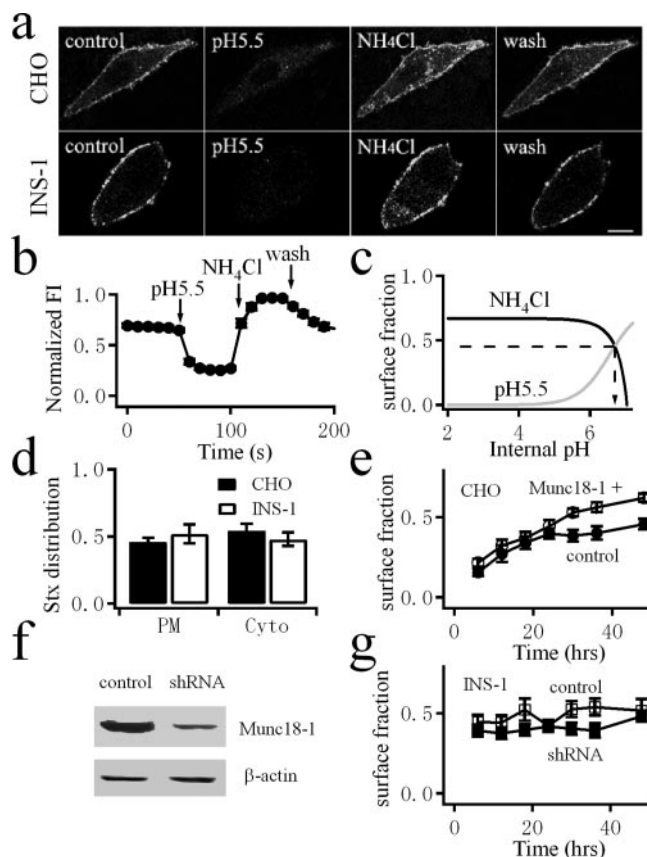 a
CHO
control
pH5.5
NH4Cl
wash
INS-1
control
pH5.5
NH4Cl
wash
b
Normalized FI
1.0
0.5
0.0
pH5.5
NH4Cl
wash
0
100
200
Time (s)
c
surface fraction
1.0
0.5
0.0
NH4Cl
pH5.5
2
4
6
Internal pH
d
Stx distribution
1.0
0.5
0.0
CHO
INS-1
PM
Cyto
e
surface fraction
0.5
0.0
CHO
Munc18-1 +
control
0
20
40
Time (hrs)
f
control
shRNA
Munc18-1
β-actin
g
surface fraction
0.5
0.0
INS-1
control
shRNA
0
20
40
Time (hrs)